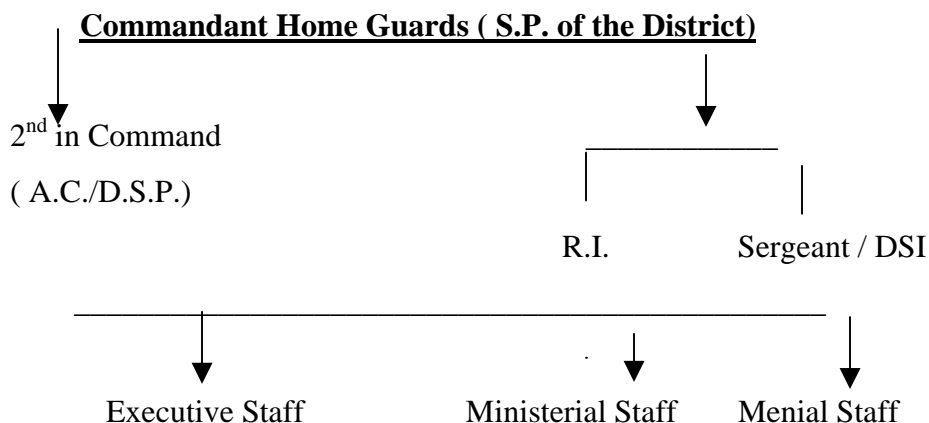 Commandant Home Guards ( S.P. of the District)
2nd in Command
( A.C./D.S.P.)
R.I. Sergeant / DSI
Executive Staff Ministerial Staff Menial Staff